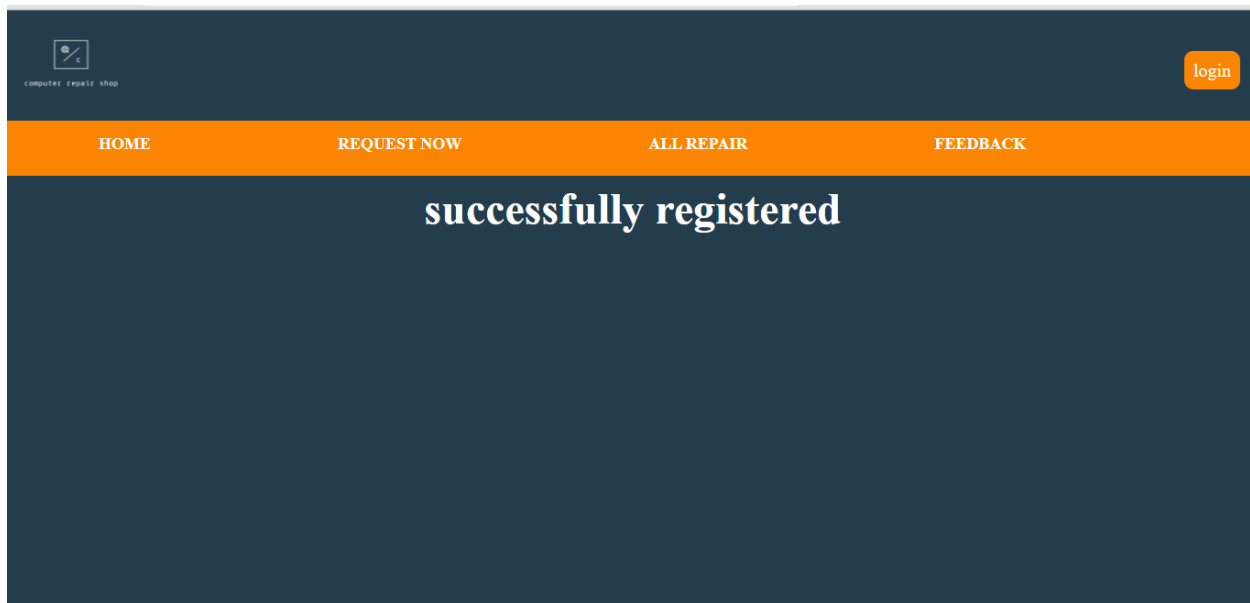 computer repair shop
login
HOME REQUEST NOW ALL REPAIR FEEDBACK
successfully registered